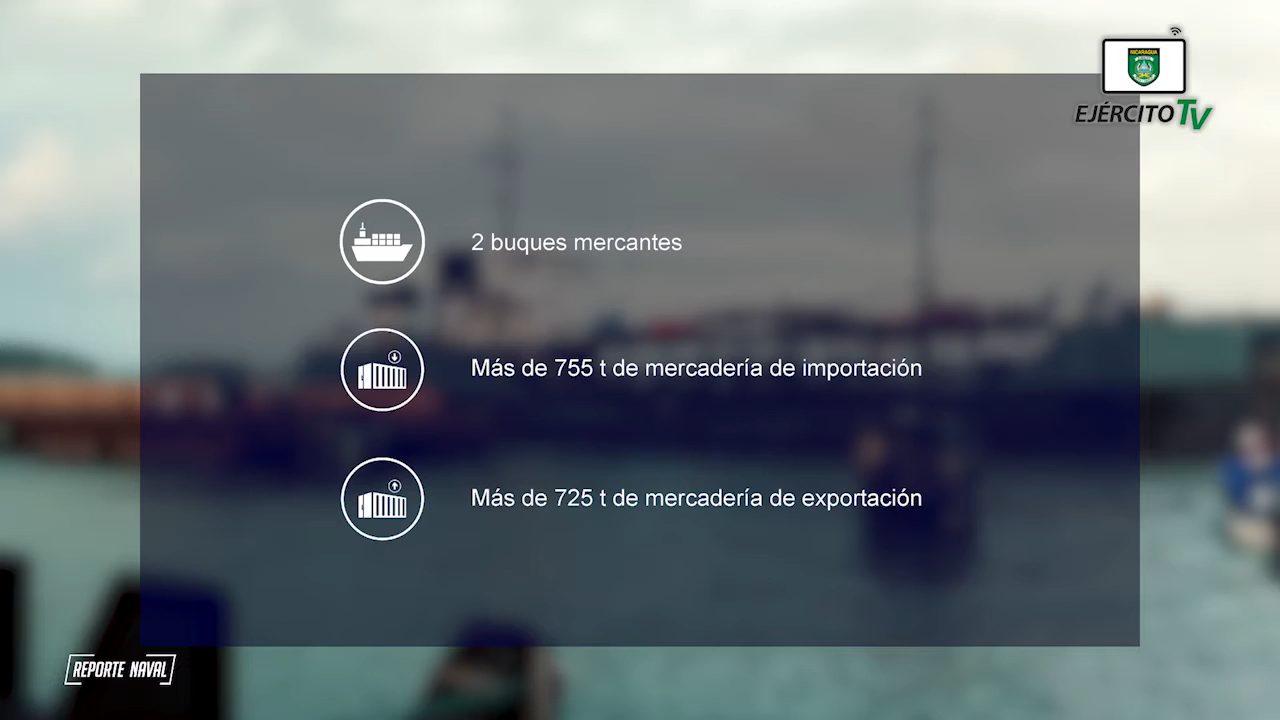 NICARAGUA
EJÉRCITO TV
2 buques mercantes
Más de 755 t de mercadería de importación
Más de 725 t de mercadería de exportación
REPORTE NAVAL